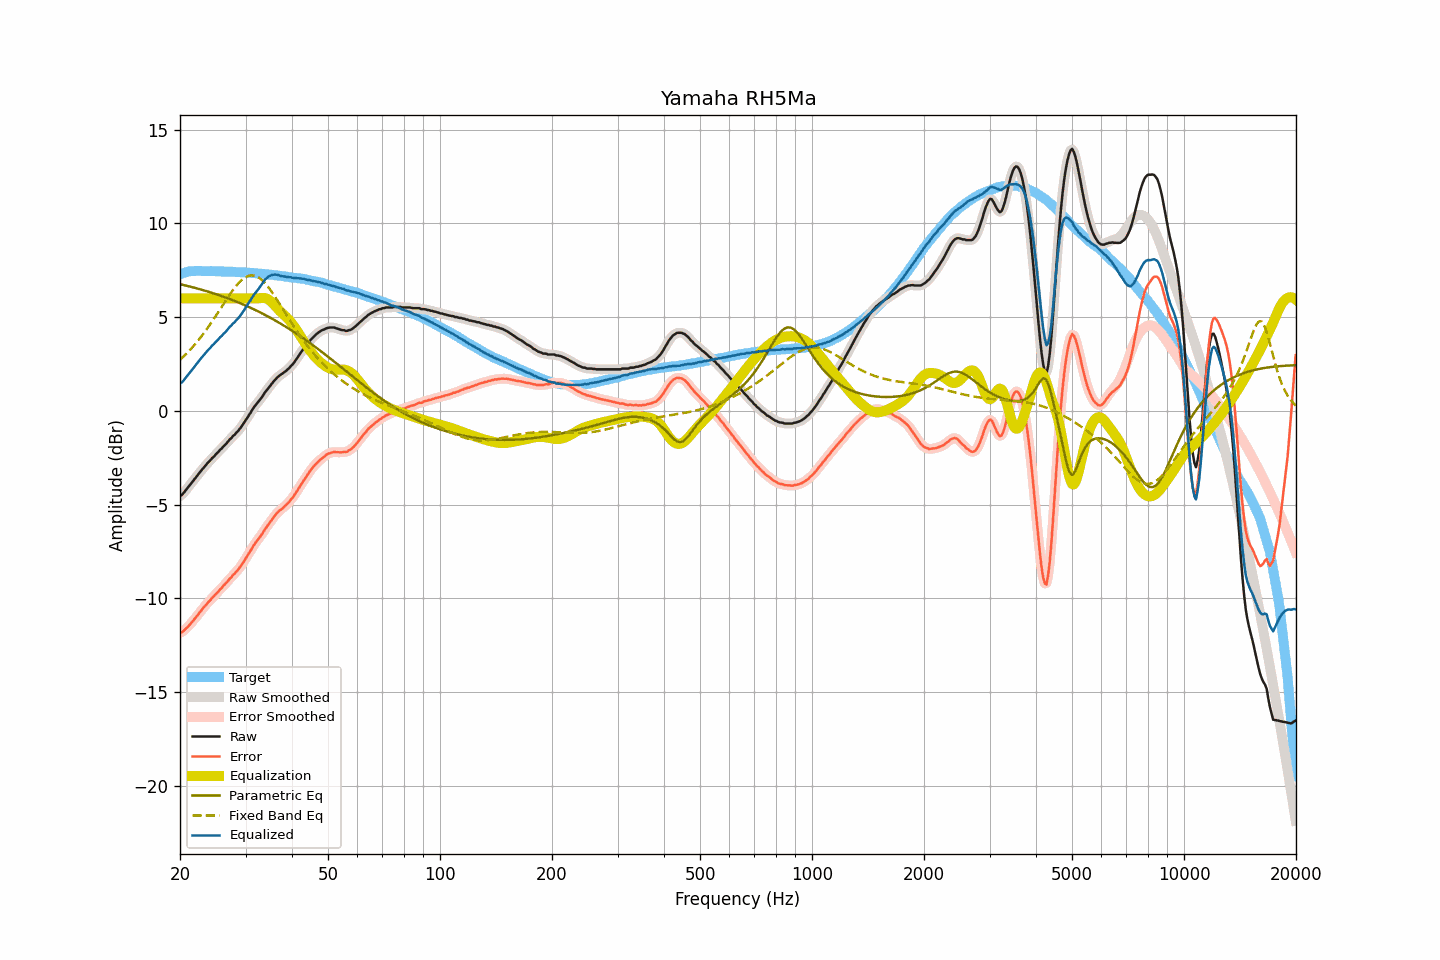 Yamaha RH5Ma
15
10
5
0
−5
−10
−15
−20
Amplitude (dBr)
Target
Raw Smoothed
Error Smoothed
Raw
Error
Equalization
Parametric Eq
Fixed Band Eq
Equalized
20 50 100 200 500 1000 2000 5000 10000 20000
Frequency (Hz)